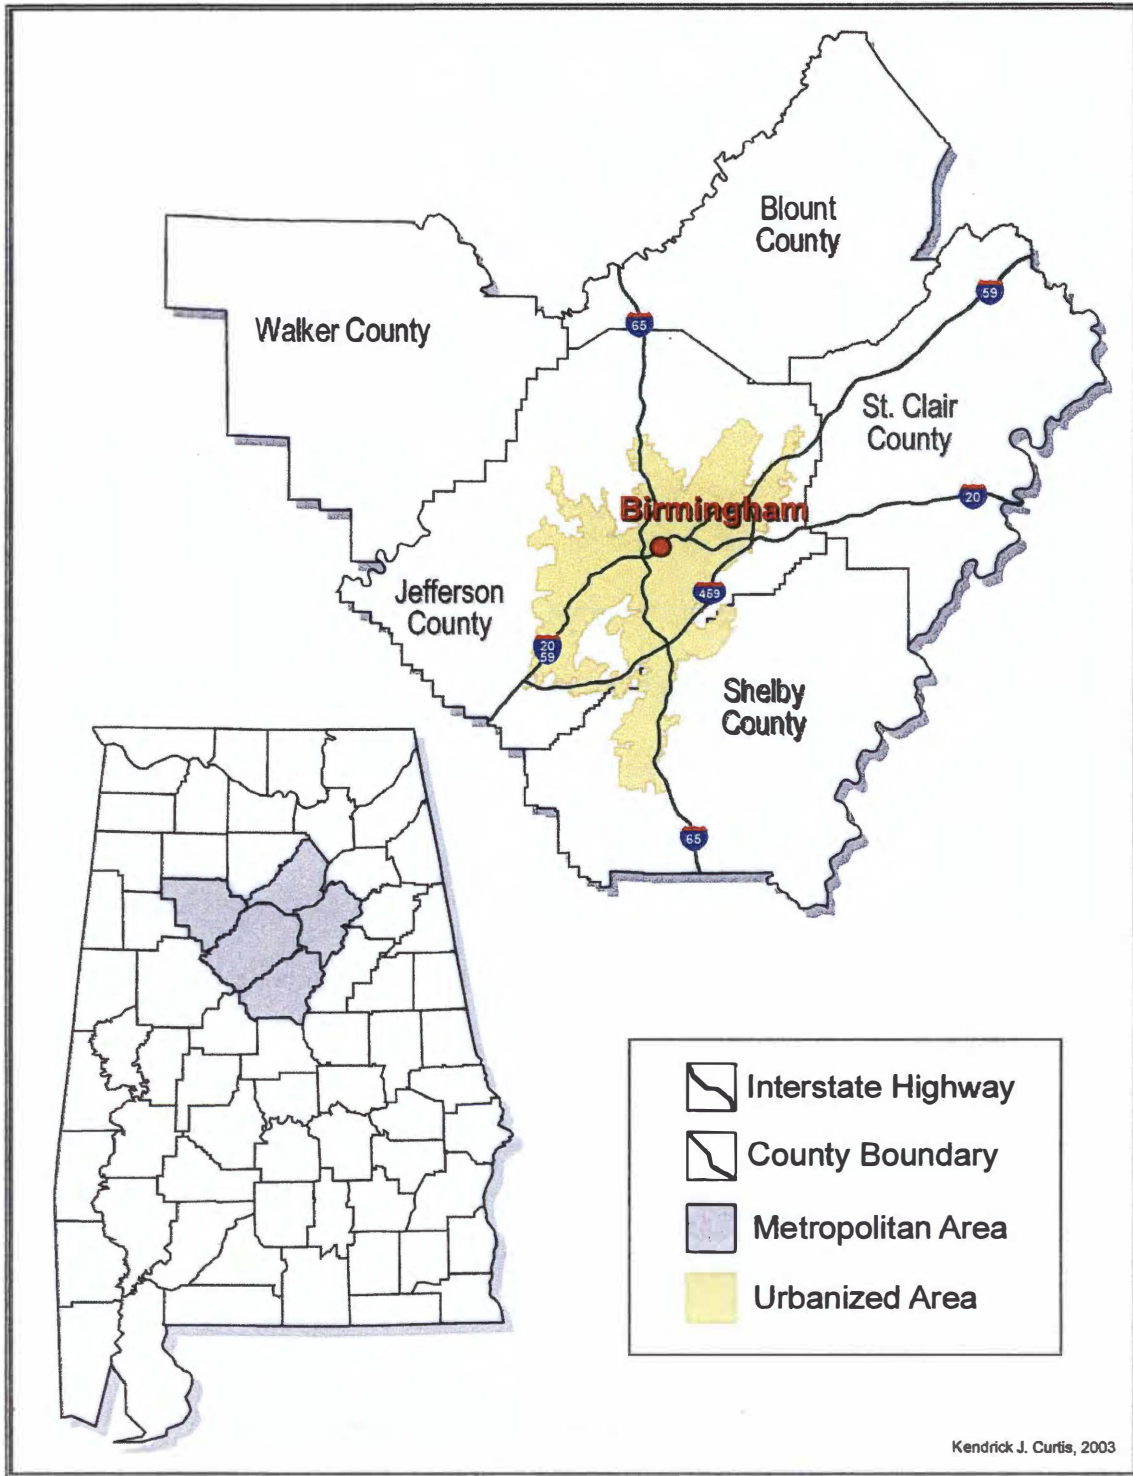 Blount
County
59
Walker County
65
St. Clair
County
20
Birmingham
Jefferson
County
459
20
59
Shelby
County
65
Interstate Highway
County Boundary
Metropolitan Area
Urbanized Area
Kendrick J. Curtis, 2003